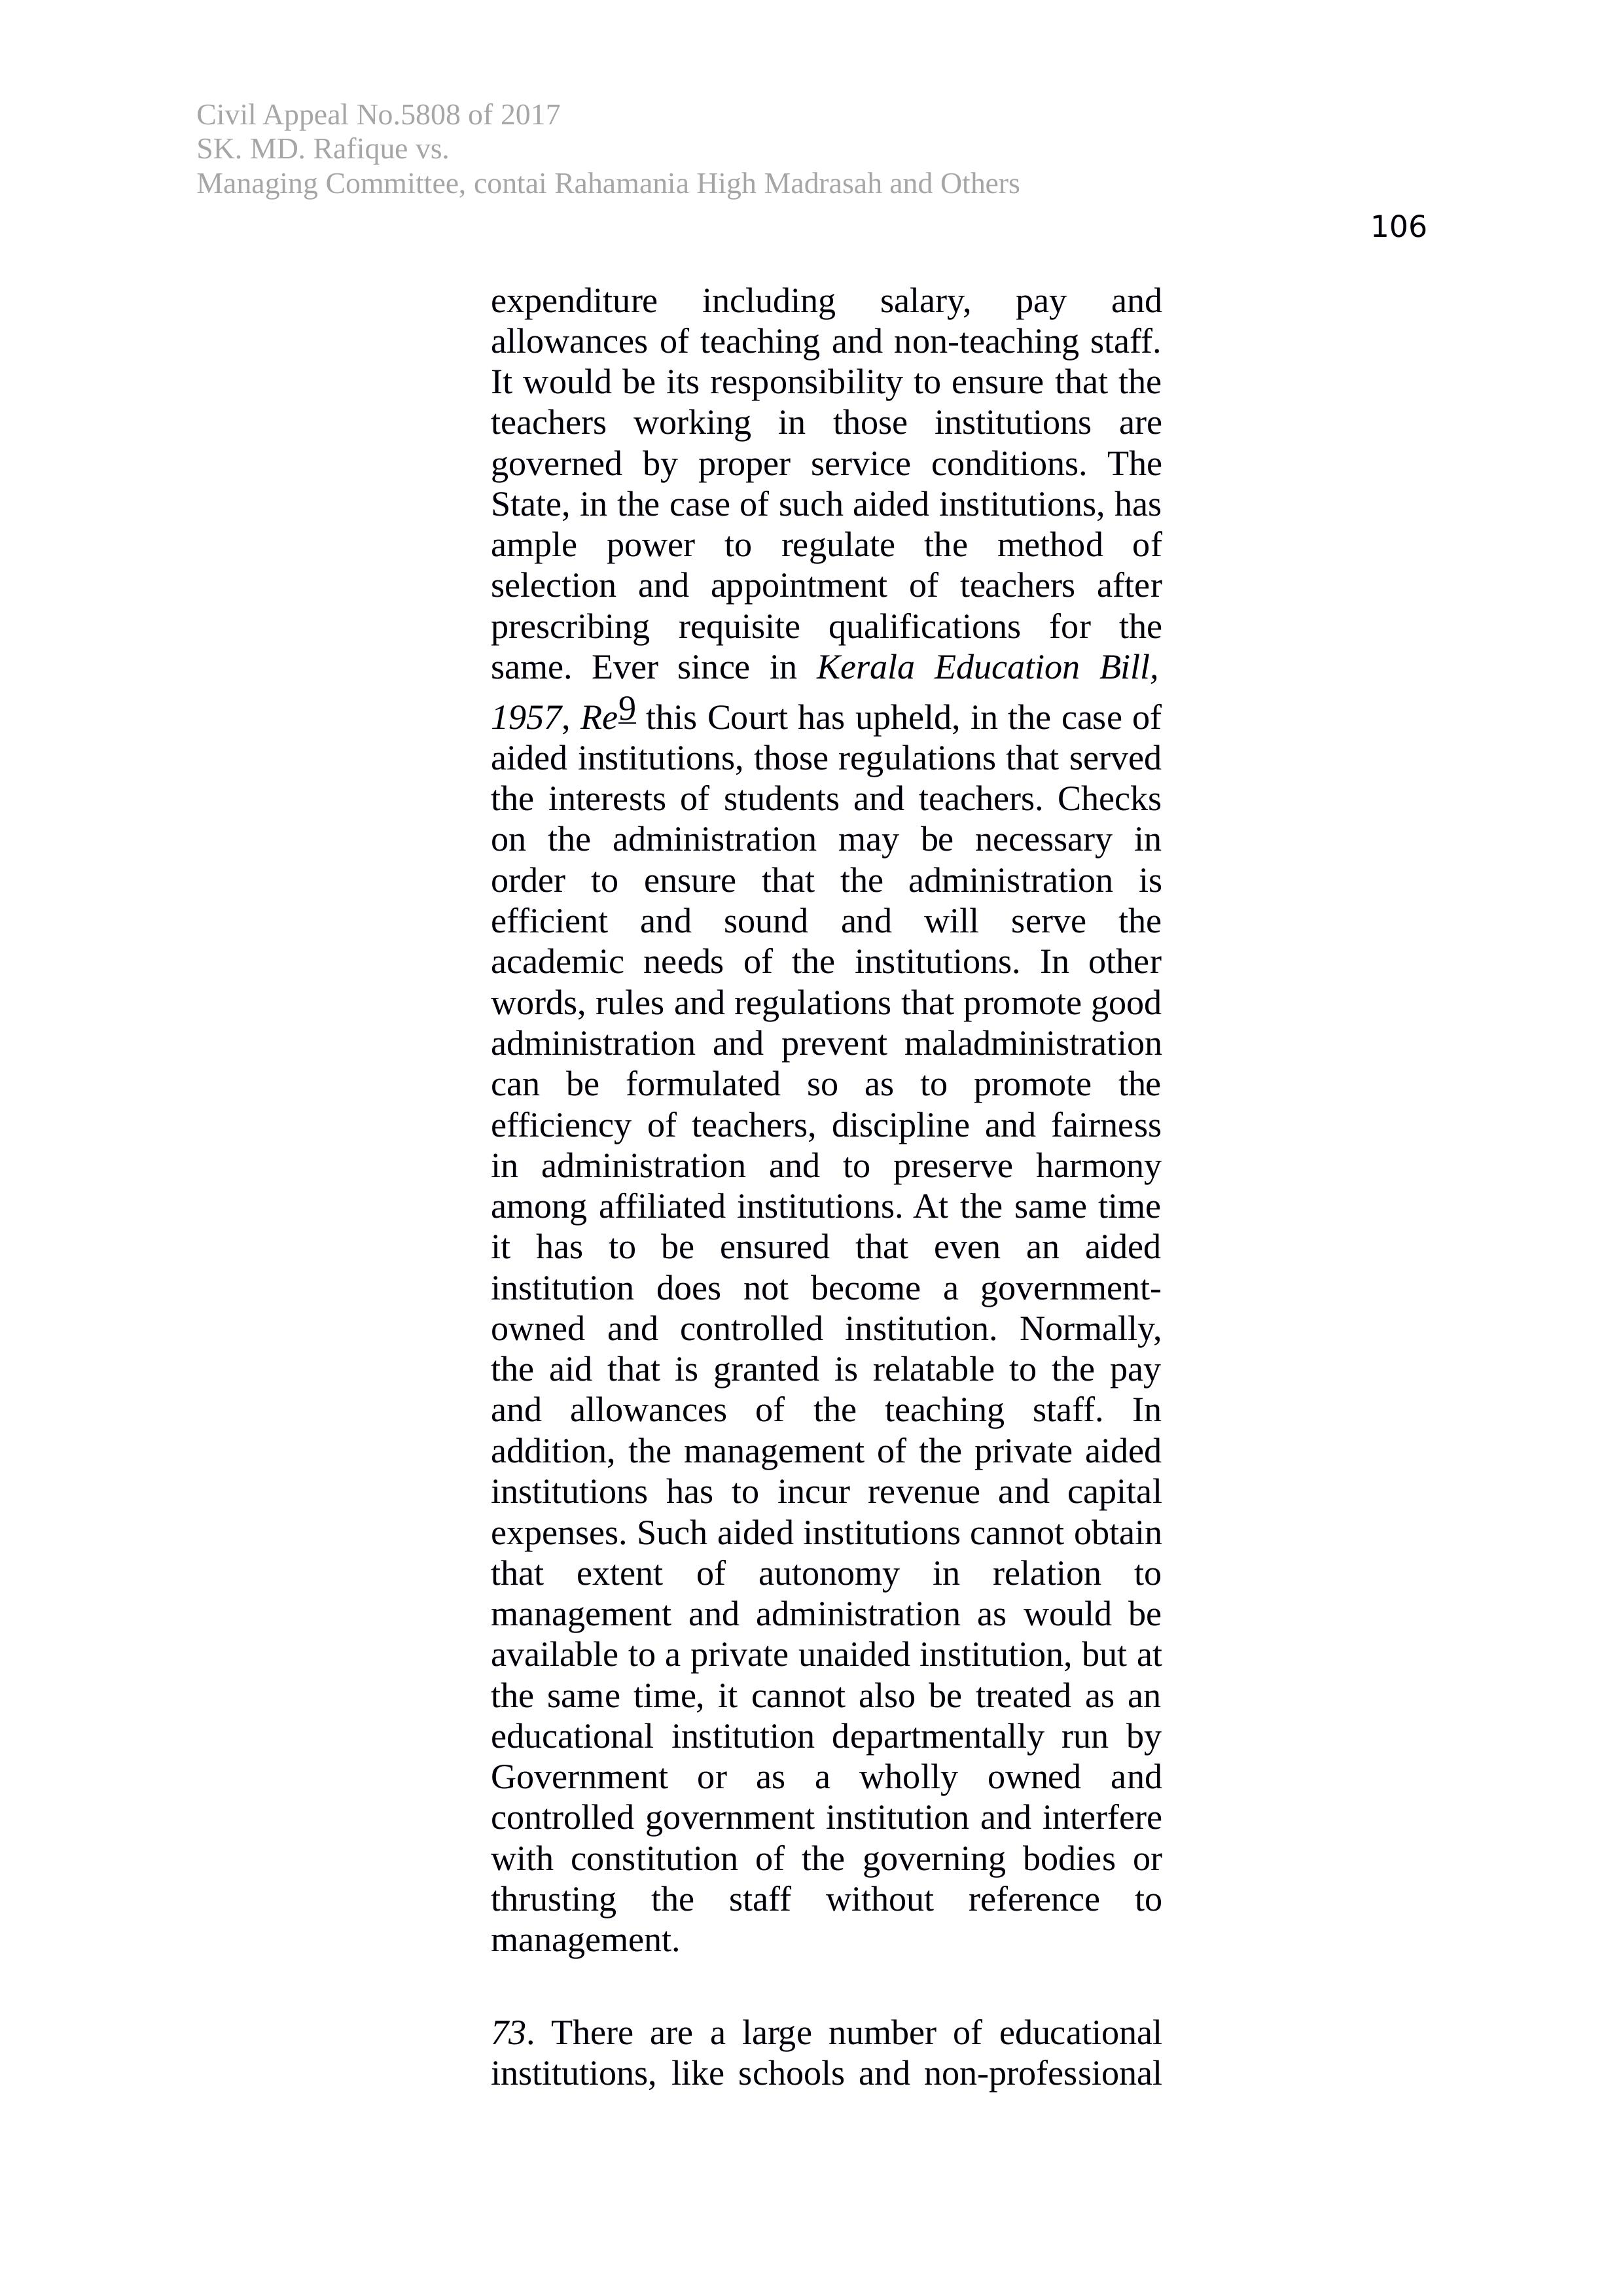 Civil Appeal No.5808 of 2017
SK. MD. Rafique vs.
Managing Committee, contai Rahamania High Madrasah and Others
106
expenditure including salary, pay and
allowances of teaching and non-teaching staff.
It would be its responsibility to ensure that the
teachers working in those institutions are
governed by proper service conditions. The
State, in the case of such aided institutions, has
ample power to regulate the method of
selection and appointment of teachers after
prescribing requisite qualifications for the
same. Ever since in Kerala Education Bill,
1957, Re9 this Court has upheld, in the case of
aided institutions, those regulations that served
the interests of students and teachers. Checks
on the administration may be necessary in
order to ensure that the administration is
efficient and sound and will serve the
academic needs of the institutions. In other
words, rules and regulations that promote good
administration and prevent maladministration
can be formulated so as to promote the
efficiency of teachers, discipline and fairness
in administration and to preserve harmony
among affiliated institutions. At the same time
it has to be ensured that even an aided
institution does not become a government-
owned and controlled institution. Normally,
the aid that is granted is relatable to the pay
and allowances of the teaching staff. In
addition, the management of the private aided
institutions has to incur revenue and capital
expenses. Such aided institutions cannot obtain
that extent of autonomy in relation to
management and administration as would be
available to a private unaided institution, but at
the same time, it cannot also be treated as an
educational institution departmentally run by
Government or as a wholly owned and
controlled government institution and interfere
with constitution of the governing bodies or
thrusting the staff without reference to
management.
73. There are a large number of educational
institutions, like schools and non-professional